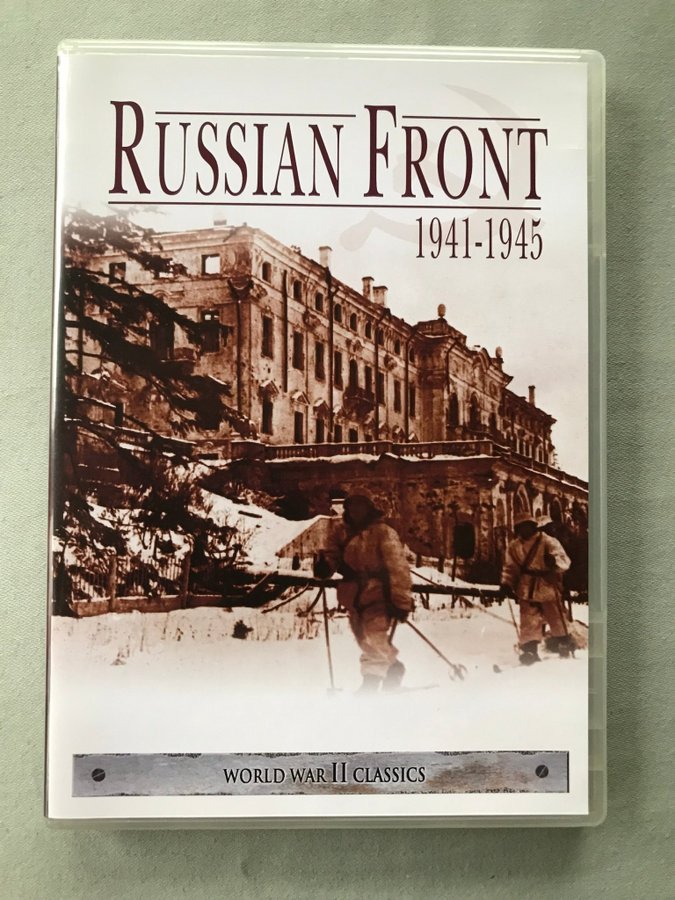 RUSSIAN FRONT
1941-1945
WORLD WAR II CLASSICS